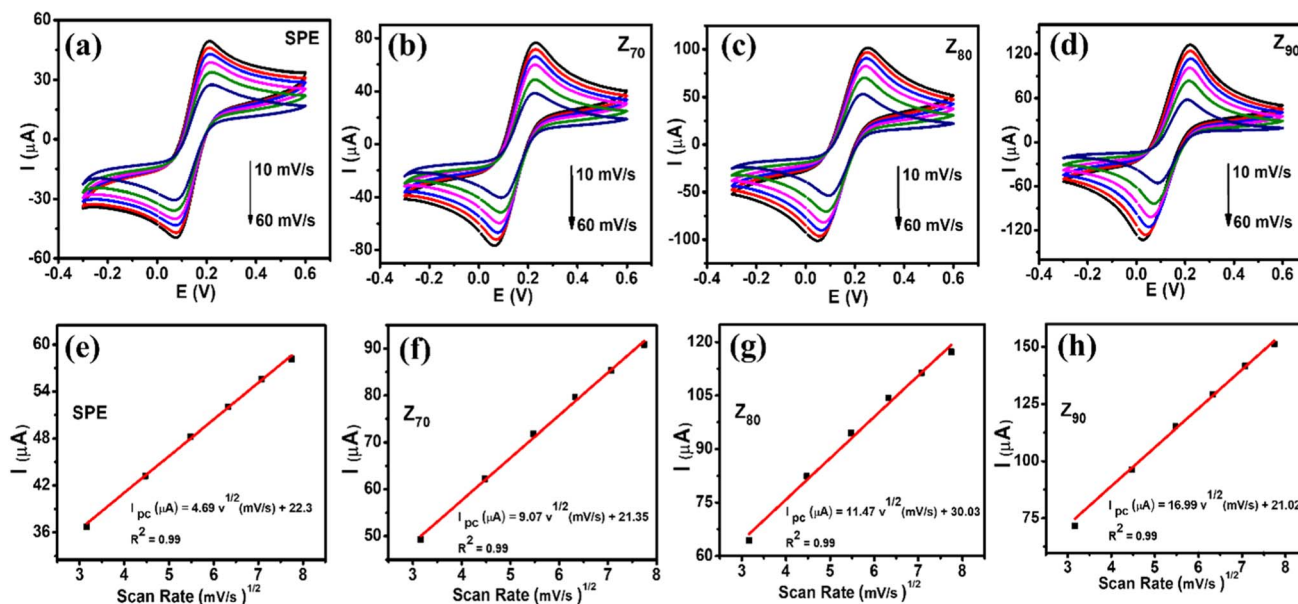 (a)
SPE
60
30
0
-30
-60
I (μA)
10 mV/s
60 mV/s
-0.4 -0.2 0.0 0.2 0.4 0.6
E (V)
(b)
Z70
80
40
0
-40
-80
I (μA)
10 mV/s
60 mV/s
-0.4 -0.2 0.0 0.2 0.4 0.6
E (V)
(c)
Z80
100
50
0
-50
-100
I (μA)
10 mV/s
60 mV/s
-0.4 -0.2 0.0 0.2 0.4 0.6
E (V)
(d)
Z90
120
60
0
-60
-120
I (μA)
10 mV/s
60 mV/s
-0.4 -0.2 0.0 0.2 0.4 0.6
E (V)
(e)
SPE
60
54
48
42
36
I (μA)
I pc (μA) = 4.69 v 1/2 (mV/s) + 22.3
R2 = 0.99
3 4 5 6 7 8
Scan Rate (mV/s) 1/2
(f)
Z70
90
80
70
60
50
I (μA)
I pc (μA) = 9.07 v 1/2 (mV/s) + 21.35
R2 = 0.99
3 4 5 6 7 8
Scan Rate (mV/s) 1/2
(g)
Z80
120
105
90
75
60
I (μA)
I pc (μA) = 11.47 v 1/2 (mV/s) + 30.03
R2 = 0.99
3 4 5 6 7 8
Scan Rate (mV/s) 1/2
(h)
Z90
150
125
100
75
I (μA)
I pc (μA) = 16.99 v 1/2 (mV/s) + 21.02
R2 = 0.99
3 4 5 6 7 8
Scan Rate (mV/s) 1/2